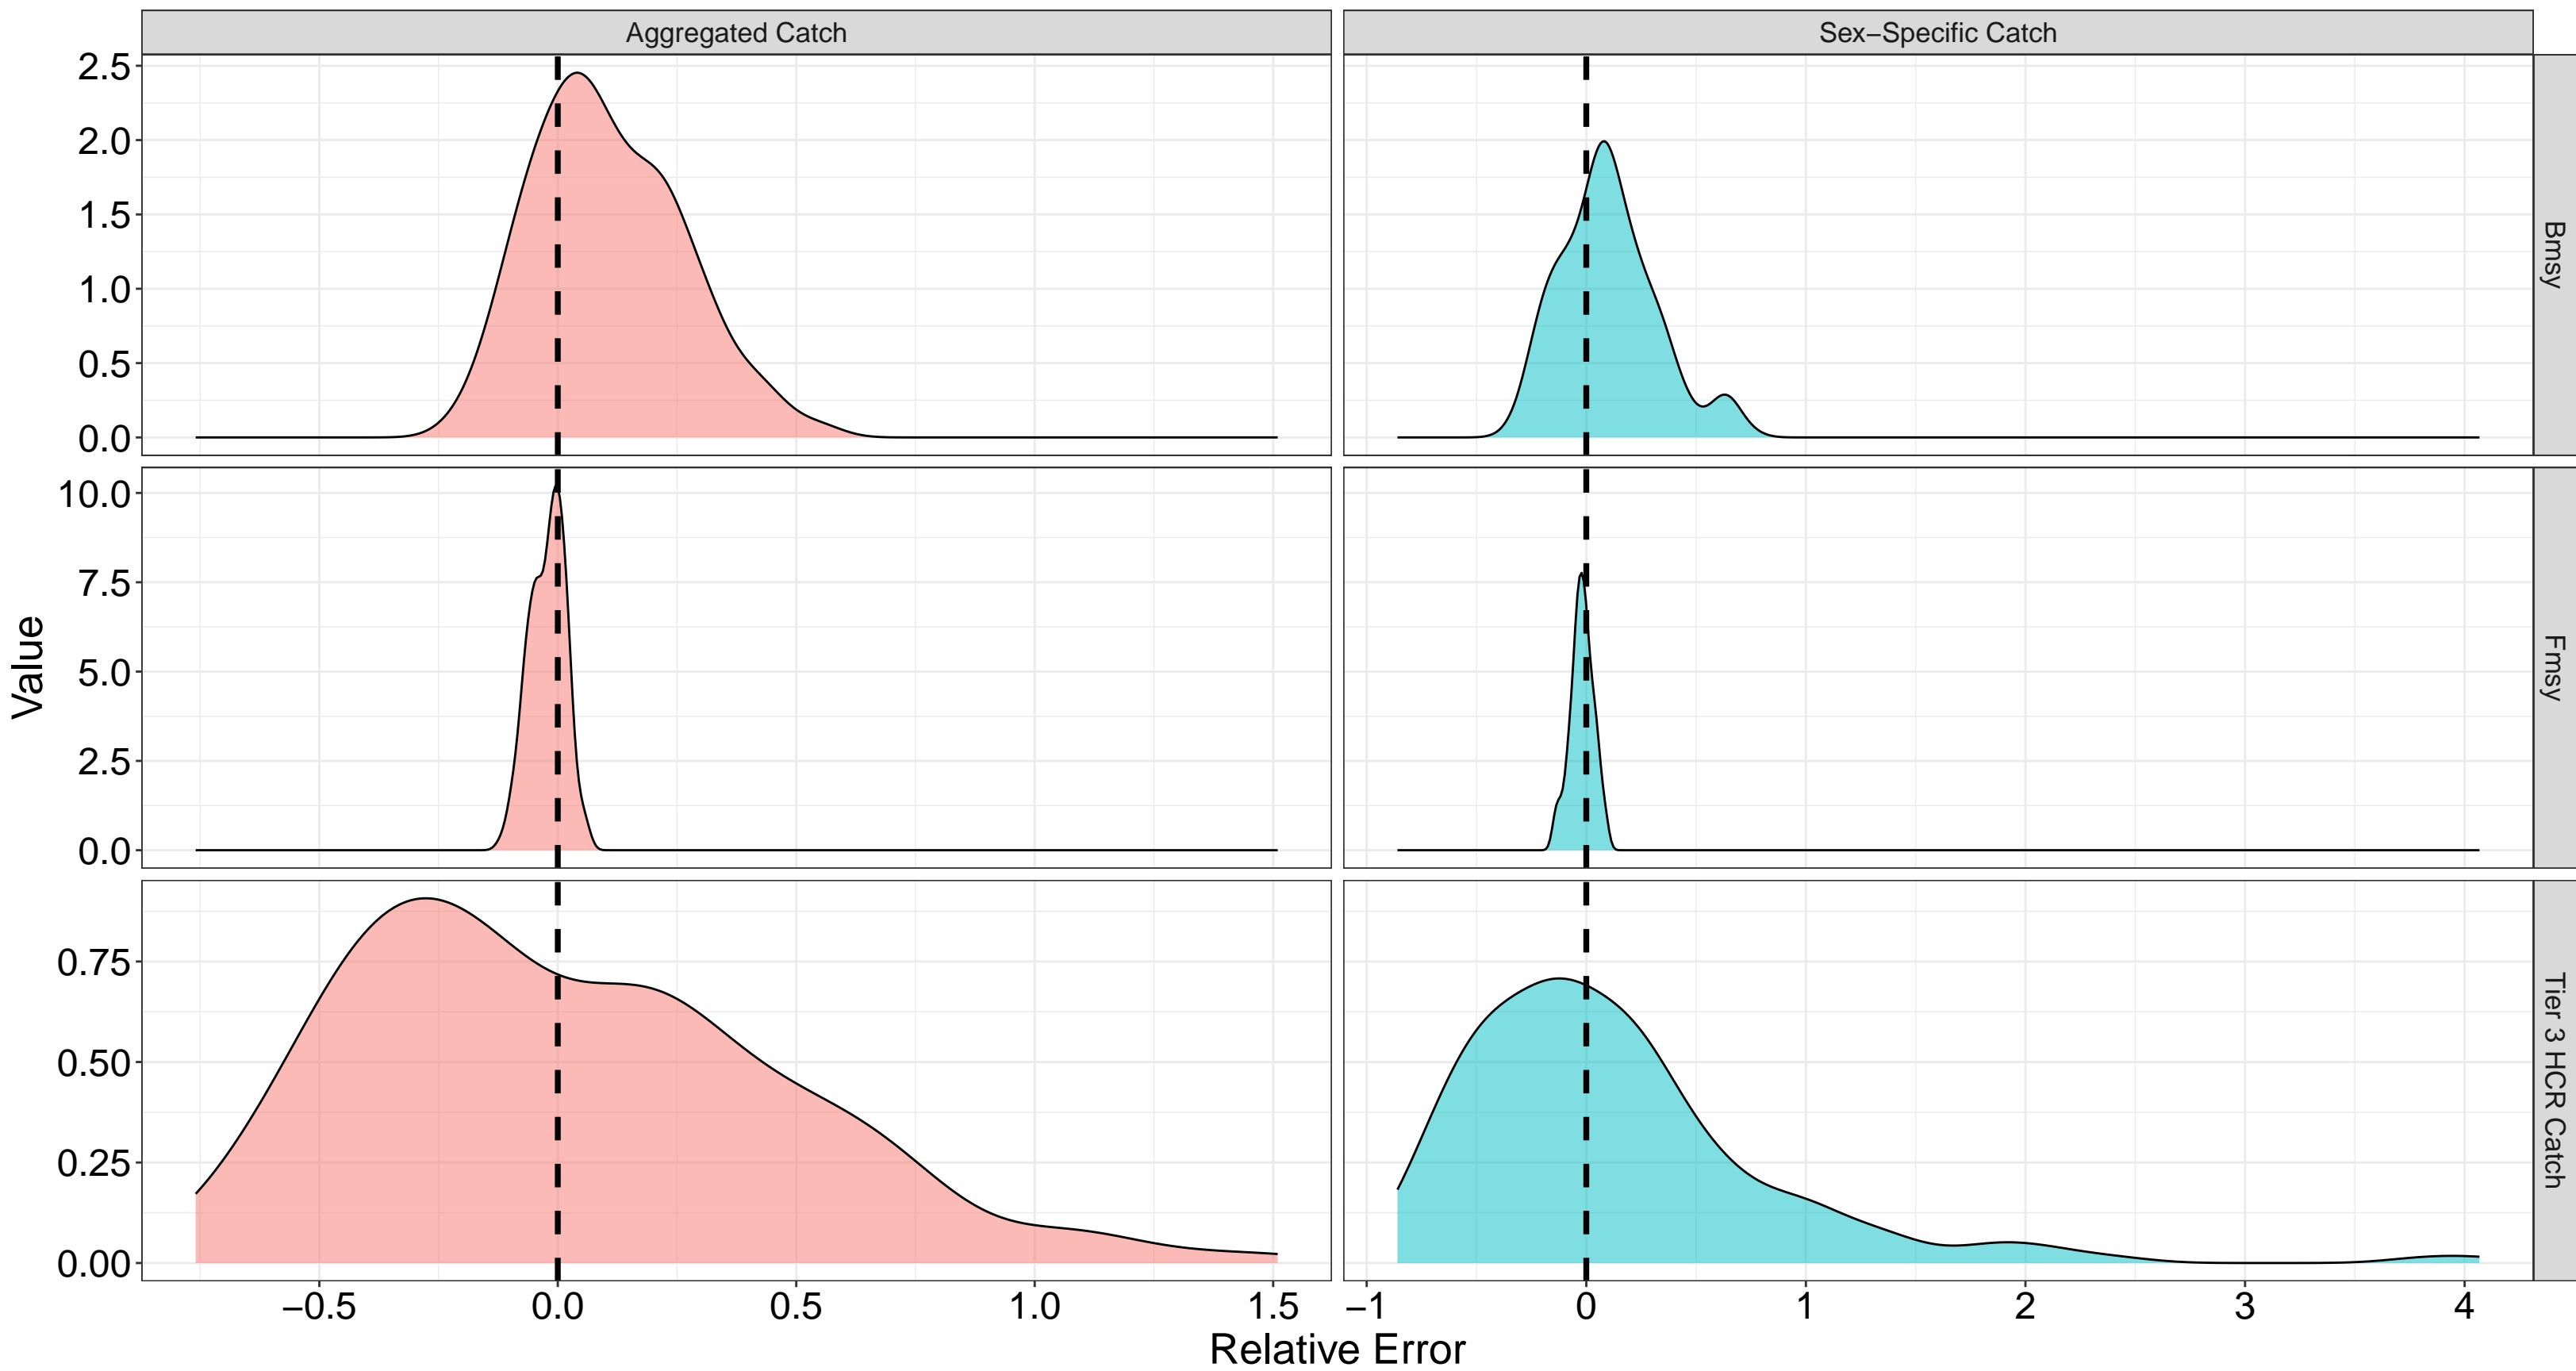 Aggregated Catch
Sex−Specific Catch
2.5
2.0
1.5
1.0
0.5
0.0
Bmsy
10.0
7.5
5.0
2.5
0.0
Fmsy
0.75
0.50
0.25
0.00
Tier 3 HCR Catch
Value
−0.5 0.0 0.5 1.0 1.5
−1 0 1 2 3 4
Relative Error